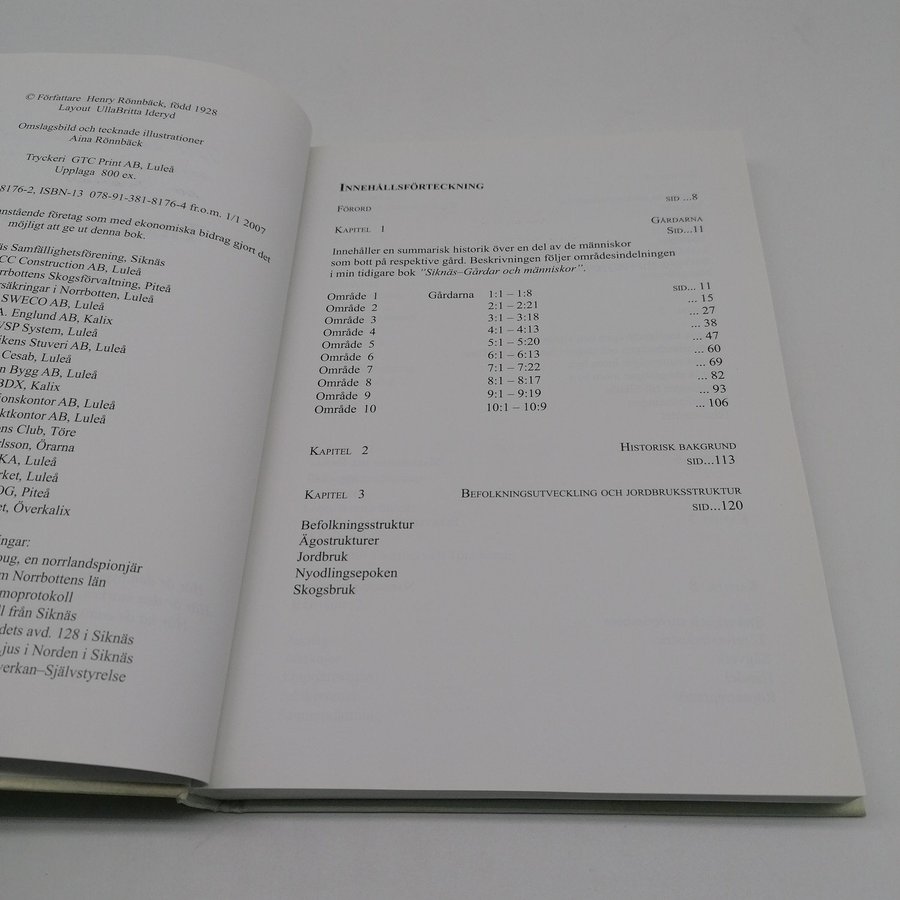 © Författare Henry Rönnbäck, född 1928
Layout UllaBritta Ideryd
Omslagsbild och tecknade illustrationer
Aina Rönnbäck
Tryckeri GTC Print AB, Luleå
Upplaga 800 ex.
8176-2, ISBN-13 078-91-381-8176-4 fr.o.m. 1/1 2007
nstående företag som med ekonomiska bidrag gjort det
möjligt att ge ut denna bok.
äs Samfällighetsförening, Siknäs
CC Construction AB, Luleå
rrbottens Skogsförvaltning, Piteå
rsäkringar i Norrbotten, Luleå
SWECO AB, Luleå
A. Englund AB, Kalix
VSP System, Luleå
ikens Stuveri AB, Luleå
Cesab, Luleå
n Bygg AB, Luleå
BDX, Kalix
ionskontor AB, Luleå
ktkontor AB, Luleå
ens Club, Töre
rlsson, Örarna
KA, Luleå
rket, Luleå
OG, Piteå
et, Överkalix
ingar:
oug, en norrlandspionjär
m Norrbottens län
moprotokoll
ll från Siknäs
dets avd. 128 i Siknäs
Ljus i Norden i Siknäs
verkan–Självstyrelse
INNEHÅLLSFÖRTECKNING
FÖRORD SID ...8
KAPITEL 1 GÅRDARNA
SID...11
Innehåller en summarisk historik över en del av de människor
som bott på respektive gård. Beskrivningen följer områdesindelningen
i min tidigare bok "Siknäs–Gårdar och människor".
Område 1 Gårdarna 1:1 – 1:8 SID... 11
Område 2 2:1 – 2:21 ... 15
Område 3 3:1 – 3:18 ... 27
Område 4 4:1 – 4:13 ... 38
Område 5 5:1 – 5:20 ... 47
Område 6 6:1 – 6:13 ... 60
Område 7 7:1 – 7:22 ... 69
Område 8 8:1 – 8:17 ... 82
Område 9 9:1 – 9:19 ... 93
Område 10 10:1 – 10:9 ... 106
KAPITEL 2 HISTORISK BAKGRUND
SID...113
KAPITEL 3 BEFOLKNINGSUTVECKLING OCH JORDBRUKSSTRUKTUR
SID...120
Befolkningsstruktur
Ägostrukturer
Jordbruk
Nyodlingsepoken
Skogsbruk